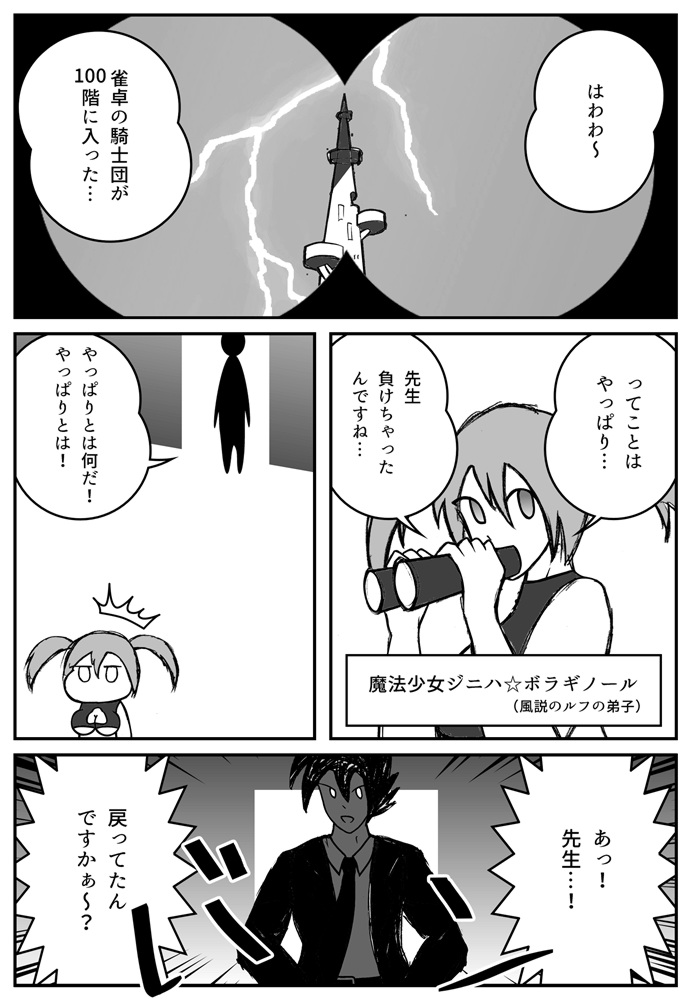 はわわ～
雀卓の騎士団が
100階に入った…
ってことは
やっぱり…
先生
負けちゃった
んですね…
魔法少女ジニハ☆ボラギノール
（風説のルフの弟子）
やっぱりとは何だ！
やっぱりとは！
あっ！
先生…！
戻ってたん
ですかぁ～？
バーン